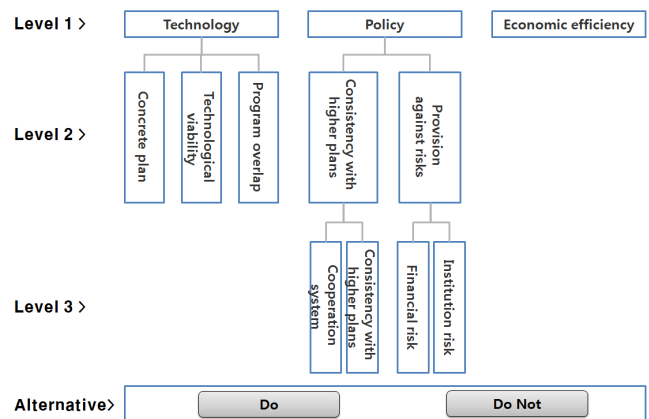 Level 1 >
Technology
Policy
Economic efficiency
Level 2 >
Concrete plan
Technological
viability
Program overlap
Consistency with
higher plans
Provision
against risks
Level 3 >
Cooperation
system
Consistency with
higher plans
Financial risk
Institution risk
Alternative>
Do
Do Not